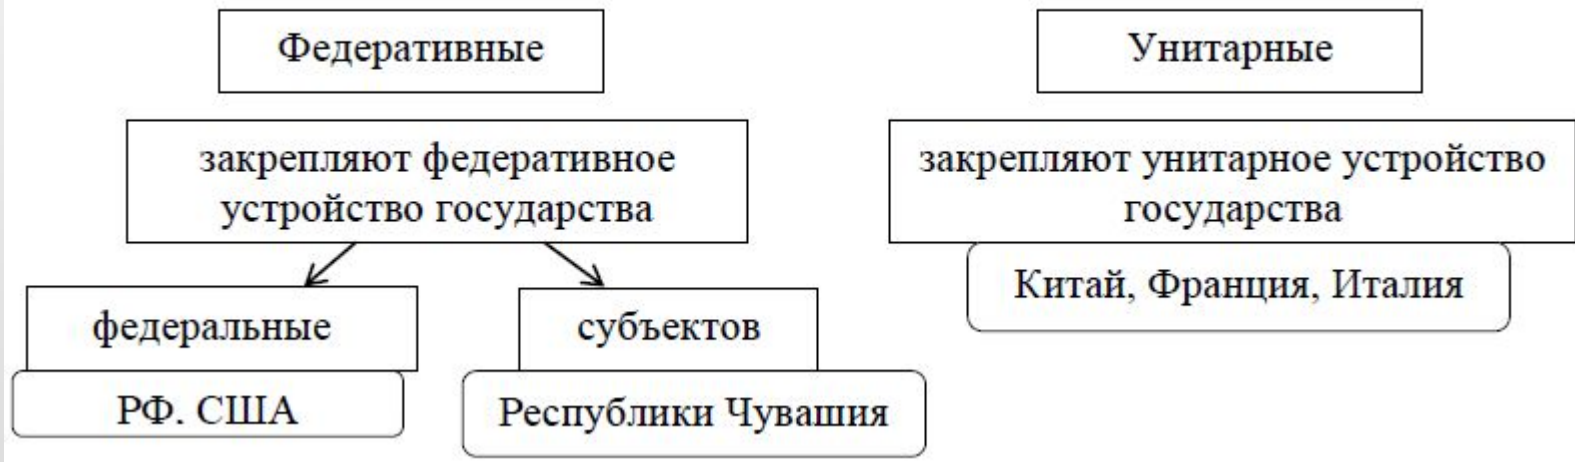 Федеративные
Унитарные
закрепляют федеративное
устройство государства
закрепляют унитарное устройство
государства
Китай, Франция, Италия
федеральные
субъектов
РФ. США
Республики Чувашия